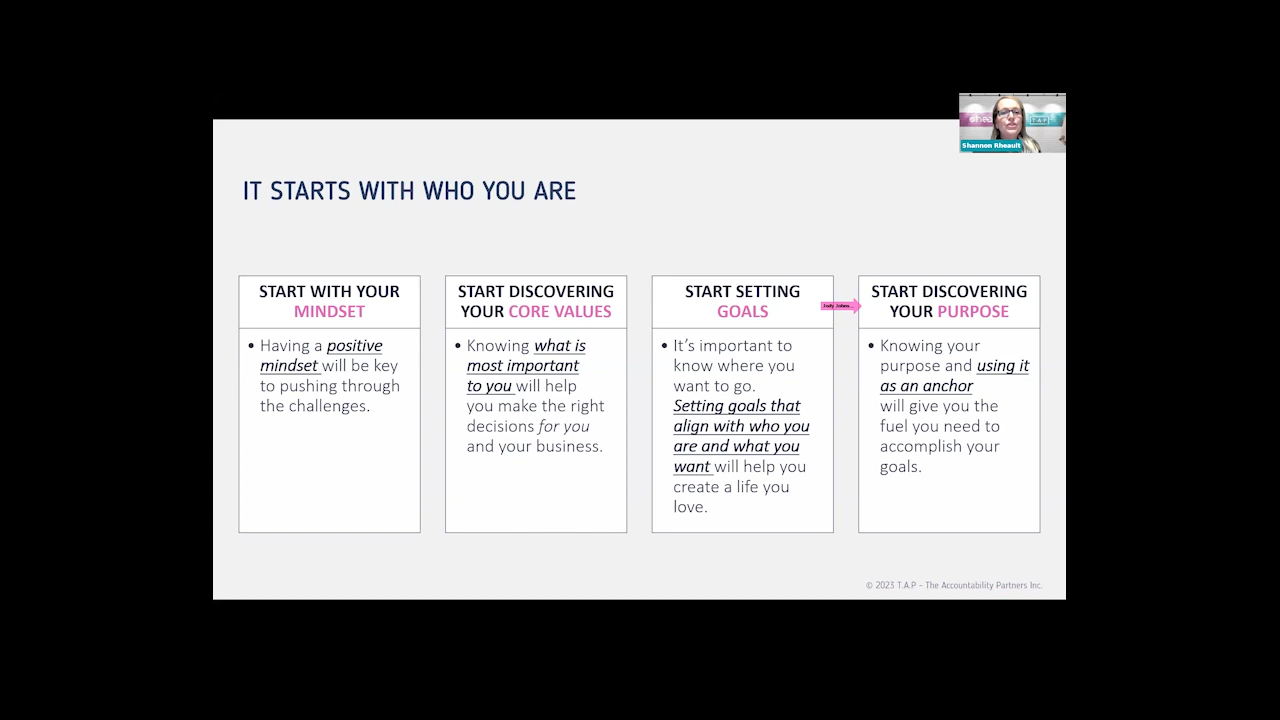 Shannon Rheault
T.A.P
IT STARTS WITH WHO YOU ARE
START WITH YOUR
MINDSET
• Having a positive
mindset will be key
to pushing through
the challenges.
START DISCOVERING
YOUR CORE VALUES
• Knowing what is
most important
to you will help
you make the right
decisions for you
and your business.
START SETTING
GOALS
• It's important to
know where you
want to go.
Setting goals that
align with who you
are and what you
want will help you
create a life you
love.
START DISCOVERING
YOUR PURPOSE
• Knowing your
purpose and using it
as an anchor
will give you the
fuel you need to
accomplish your
goals.
© 2023 T.A.P – The Accountability Partners Inc.